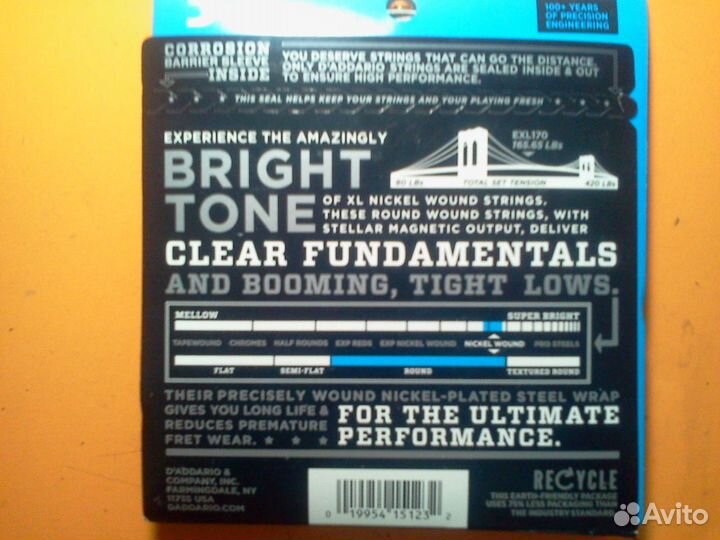 100+ YEARS
OF PRECISION
ENGINEERING
CORROSION
BARRIER SLEEVE
INSIDE
YOU DESERVE STRINGS THAT CAN GO THE DISTANCE.
ONLY D'ADDARIO STRINGS ARE SEALED INSIDE & OUT
TO ENSURE HIGH PERFORMANCE.
THIS SEAL HELPS KEEP YOUR STRINGS AND YOUR PLAYING FRESH
EXPERIENCE THE AMAZINGLY
BRIGHT
TONE
EXL170
165.65 LBs
80 LBs TOTAL SET TENSION 420 LBs
OF XL NICKEL WOUND STRINGS.
THESE ROUND WOUND STRINGS, WITH
STELLAR MAGNETIC OUTPUT, DELIVER
CLEAR FUNDAMENTALS
AND BOOMING, TIGHT LOWS.
MELLOW SUPER BRIGHT
TAPEWOUND CHROMES HALF ROUNDS EXP REDS EXP NICKEL WOUND NICKEL WOUND PRO STEELS
FLAT SEMI-FLAT ROUND TEXTURED ROUND
THEIR PRECISELY WOUND NICKEL-PLATED STEEL WRAP
GIVES YOU LONG LIFE &
REDUCES PREMATURE
FRET WEAR.
FOR THE ULTIMATE
PERFORMANCE.
D'ADDARIO &
COMPANY, INC.
FARMINGDALE, NY
11735 USA
DADDARIO.COM
0 19954 15123 2
RECYCLE
THIS EARTH-FRIENDLY PACKAGE
USES 75% LESS PACKAGING THAN
THE INDUSTRY STANDARD.
Avito